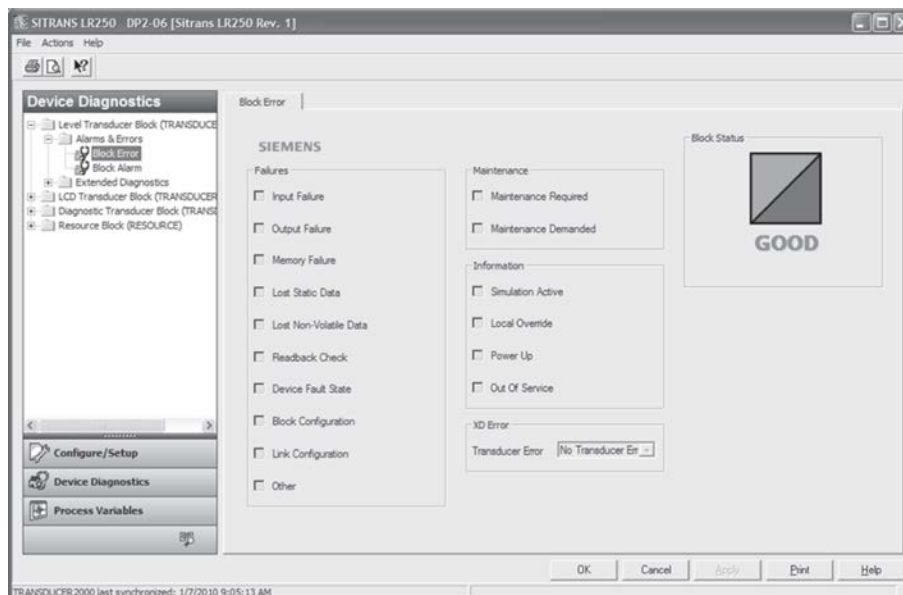 SITRANS LR250 DP2-06 [Sitrans LR250 Rev. 1]
File Actions Help
Device Diagnostics
Level Transducer Block (TRANSDUCE
Alarms & Errors
Block Error
Block Alarm
Extended Diagnostics
LCD Transducer Block (TRANSDUCER
Diagnostic Transducer Block (TRANSD
Resource Block (RESOURCE)
Configure/Setup
Device Diagnostics
Process Variables
Block Error
SIEMENS
Failures
Input Failure
Output Failure
Memory Failure
Lost Static Data
Lost Non-Volatile Data
Readback Check
Device Fault State
Block Configuration
Link Configuration
Other
Maintenance
Maintenance Required
Maintenance Demanded
Information
Simulation Active
Local Override
Power Up
Out Of Service
XD Error
Transducer Error No Transducer Err
Block Status
GOOD
OK Cancel Apply Print Help
TRANSDUCER2000 last synchronized: 1/7/2010 9:05:13 AM